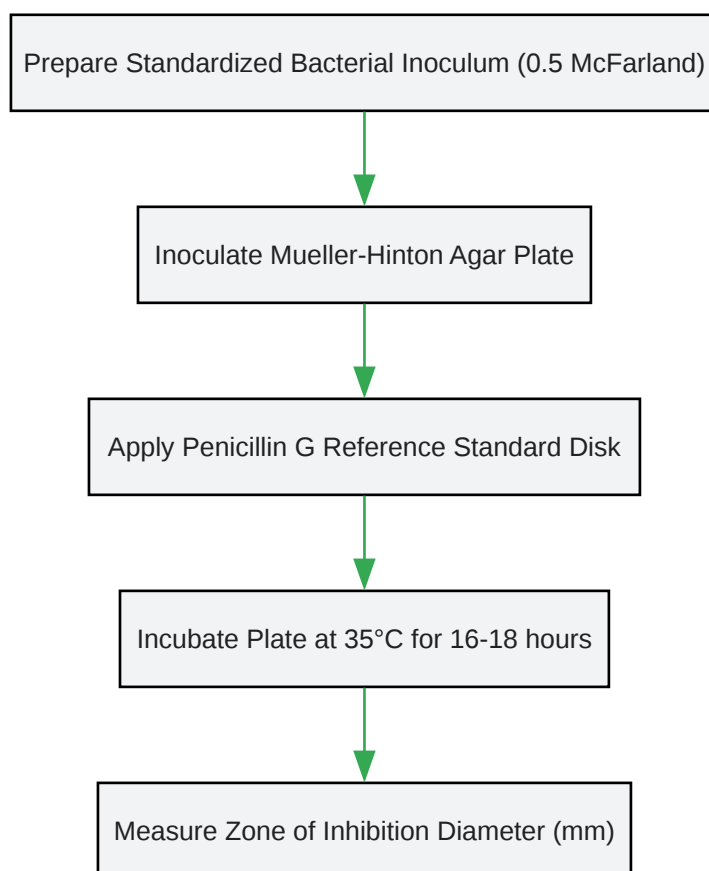 Prepare Standardized Bacterial Inoculum (0.5 McFarland)
Inoculate Mueller-Hinton Agar Plate
Apply Penicillin G Reference Standard Disk
Incubate Plate at 35°C for 16-18 hours
Measure Zone of Inhibition Diameter (mm)